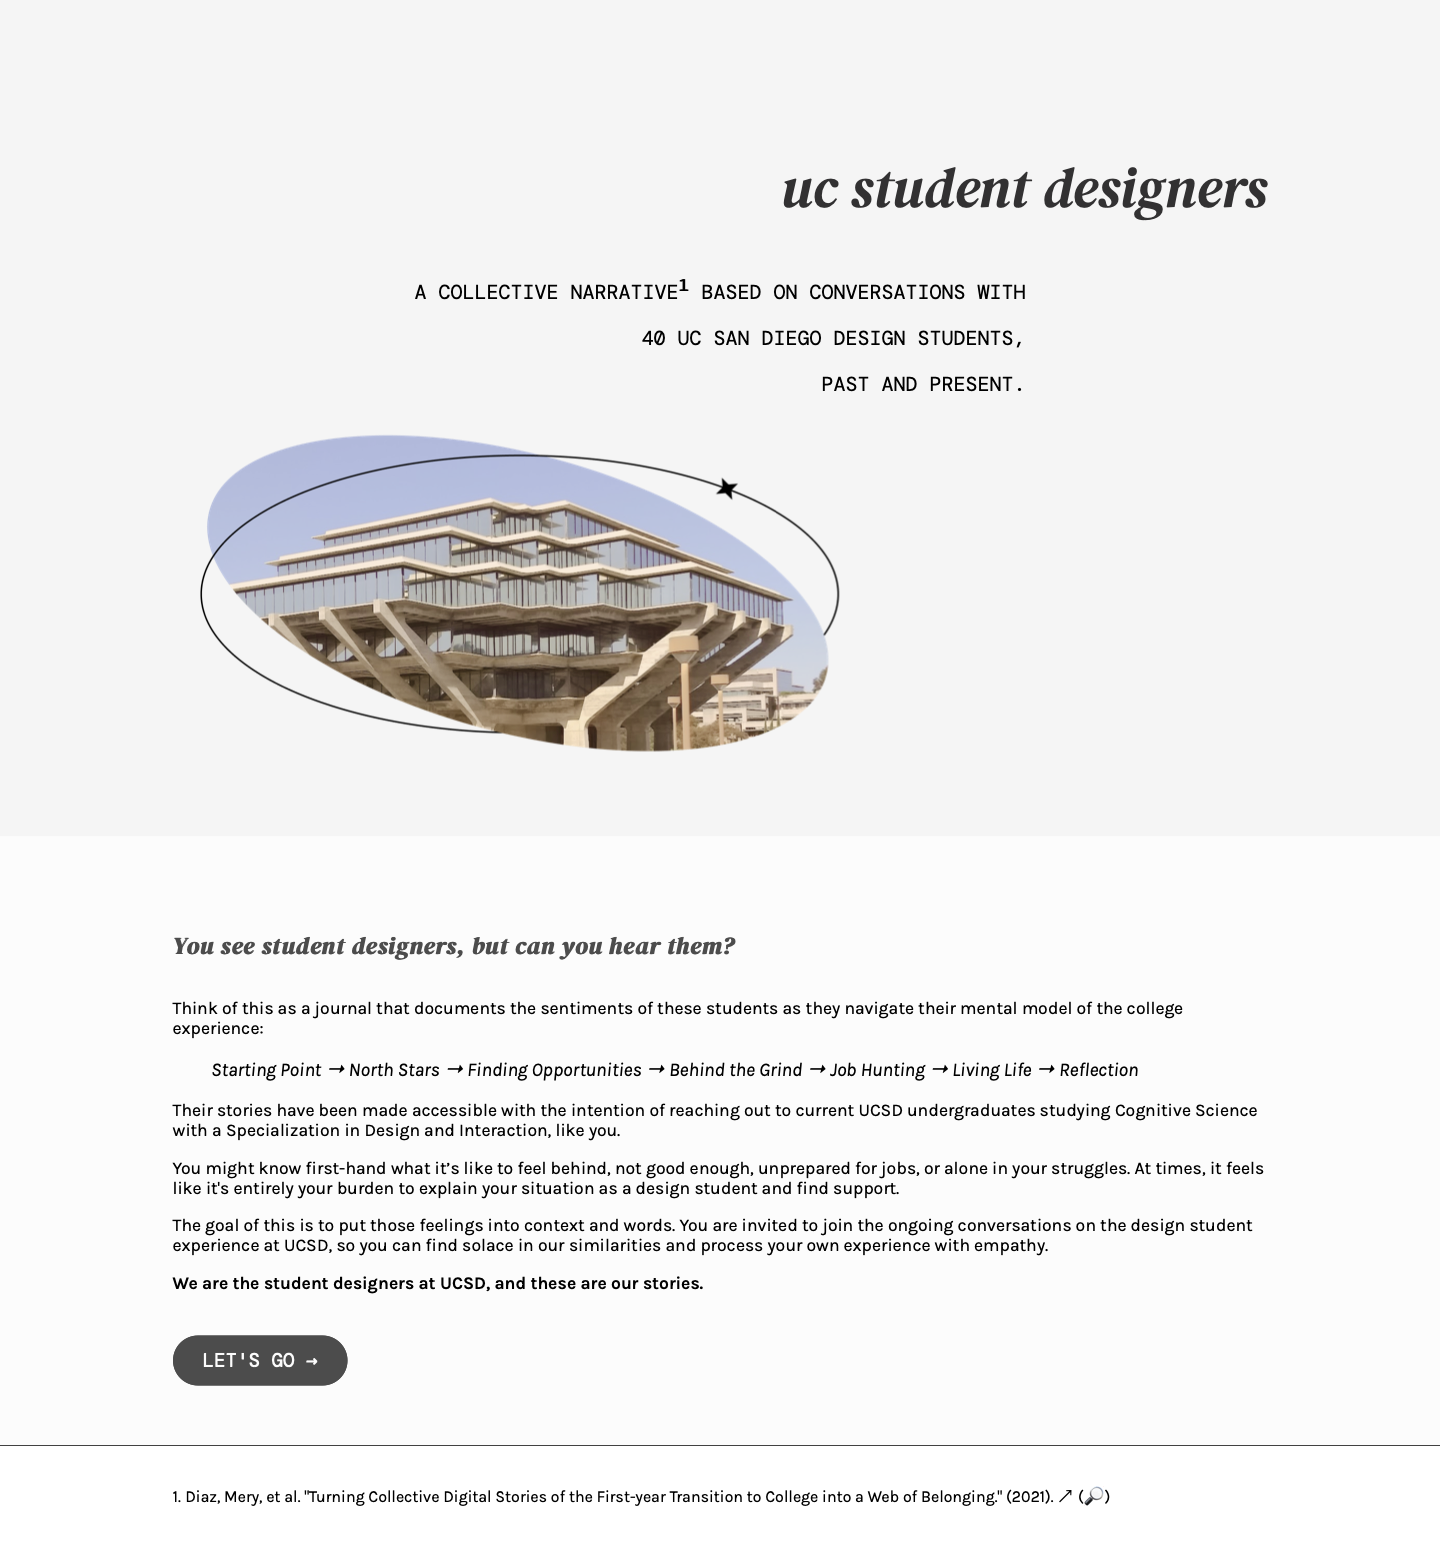 uc student designers
A COLLECTIVE NARRATIVE¹ BASED ON CONVERSATIONS WITH
40 UC SAN DIEGO DESIGN STUDENTS,
PAST AND PRESENT.
You see student designers, but can you hear them?
Think of this as a journal that documents the sentiments of these students as they navigate their mental model of the college
experience:
Starting Point → North Stars → Finding Opportunities → Behind the Grind → Job Hunting → Living Life → Reflection
Their stories have been made accessible with the intention of reaching out to current UCSD undergraduates studying Cognitive Science
with a Specialization in Design and Interaction, like you.
You might know first-hand what it’s like to feel behind, not good enough, unprepared for jobs, or alone in your struggles. At times, it feels
like it's entirely your burden to explain your situation as a design student and find support.
The goal of this is to put those feelings into context and words. You are invited to join the ongoing conversations on the design student
experience at UCSD, so you can find solace in our similarities and process your own experience with empathy.
We are the student designers at UCSD, and these are our stories.
LET'S GO →
1. Diaz, Mery, et al. "Turning Collective Digital Stories of the First-year Transition to College into a Web of Belonging." (2021). ↗ (🔎)